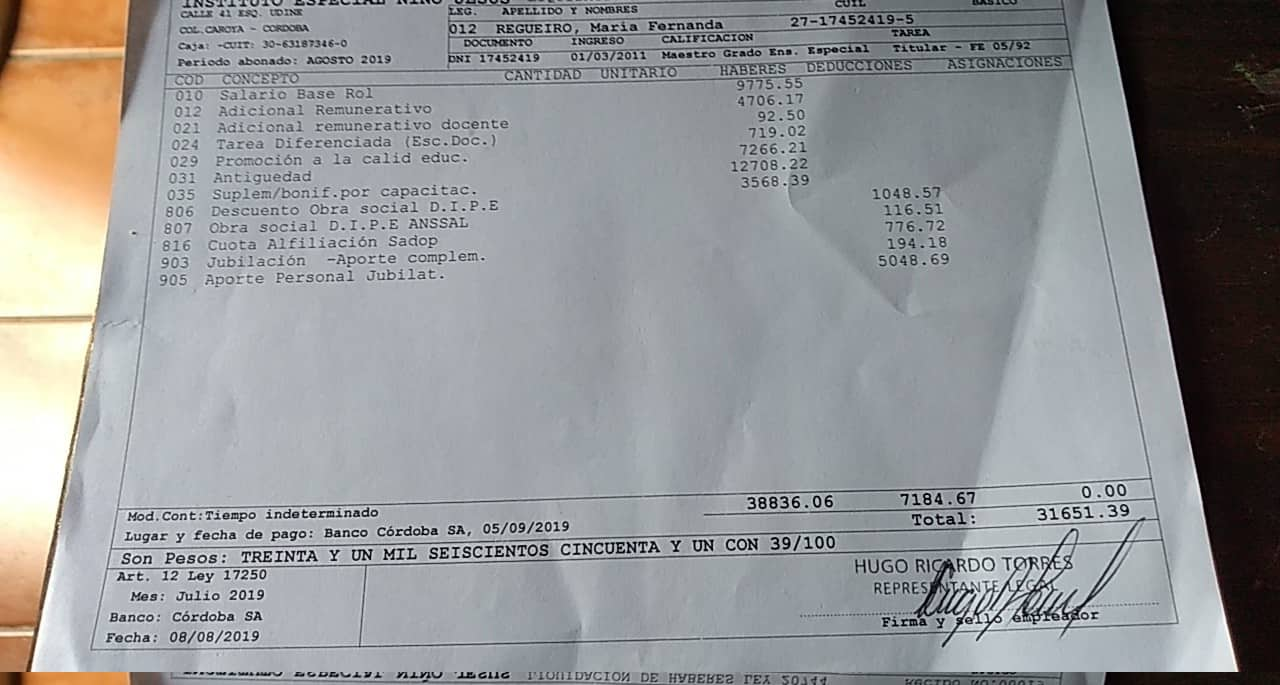 INSTITUTO ESPECIAL NIÑO JESUS
CALLE 41 ESQ. UDINE
COL.CAROYA - CORDOBA
Caja: -CUIT: 30-63187346-0
Periodo abonado: AGOSTO 2019
LEG. APELLIDO Y NOMBRES CUIL BASICO
012 REGUEIRO, Maria Fernanda 27-17452419-5
DOCUMENTO INGRESO CALIFICACION TAREA
DNI 17452419 01/03/2011 Maestro Grado Ens. Especial Titular - FE 05/92
COD CONCEPTO CANTIDAD UNITARIO HABERES DEDUCCIONES ASIGNACIONES
010 Salario Base Rol 9775.55
012 Adicional Remunerativo 4706.17
021 Adicional remunerativo docente 92.50
024 Tarea Diferenciada (Esc.Doc.) 719.02
029 Promoción a la calid educ. 7266.21
031 Antiguedad 12708.22
035 Suplem/bonif.por capacitac. 3568.39
806 Descuento Obra social D.I.P.E 1048.57
807 Obra social D.I.P.E ANSSAL 116.51
816 Cuota Alfiliación Sadop 776.72
903 Jubilación -Aporte complem. 194.18
905 Aporte Personal Jubilat. 5048.69
Mod.Cont:Tiempo indeterminado 38836.06 7184.67 0.00
Lugar y fecha de pago: Banco Córdoba SA, 05/09/2019 Total: 31651.39
Son Pesos: TREINTA Y UN MIL SEISCIENTOS CINCUENTA Y UN CON 39/100
Art. 12 Ley 17250
Mes: Julio 2019
Banco: Córdoba SA
Fecha: 08/08/2019
HUGO RICARDO TORRES
REPRESENTANTE LEGAL
Firma y sello empleador